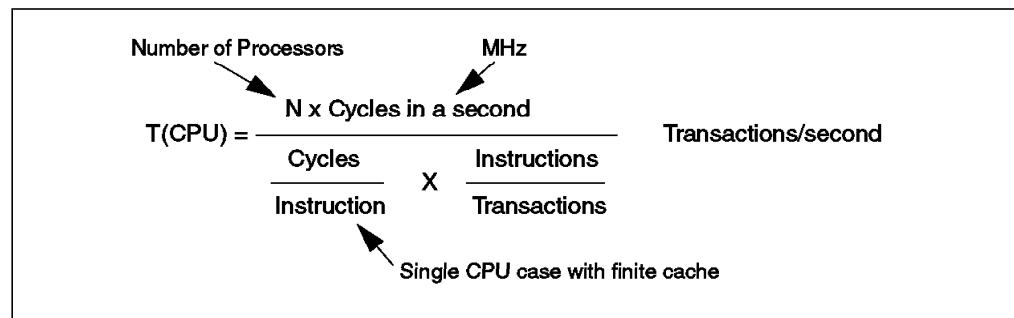 Number of Processors MHz
N x Cycles in a second
T(CPU) = Transactions/second
Cycles Instructions
X
Instruction Transactions
Single CPU case with finite cache